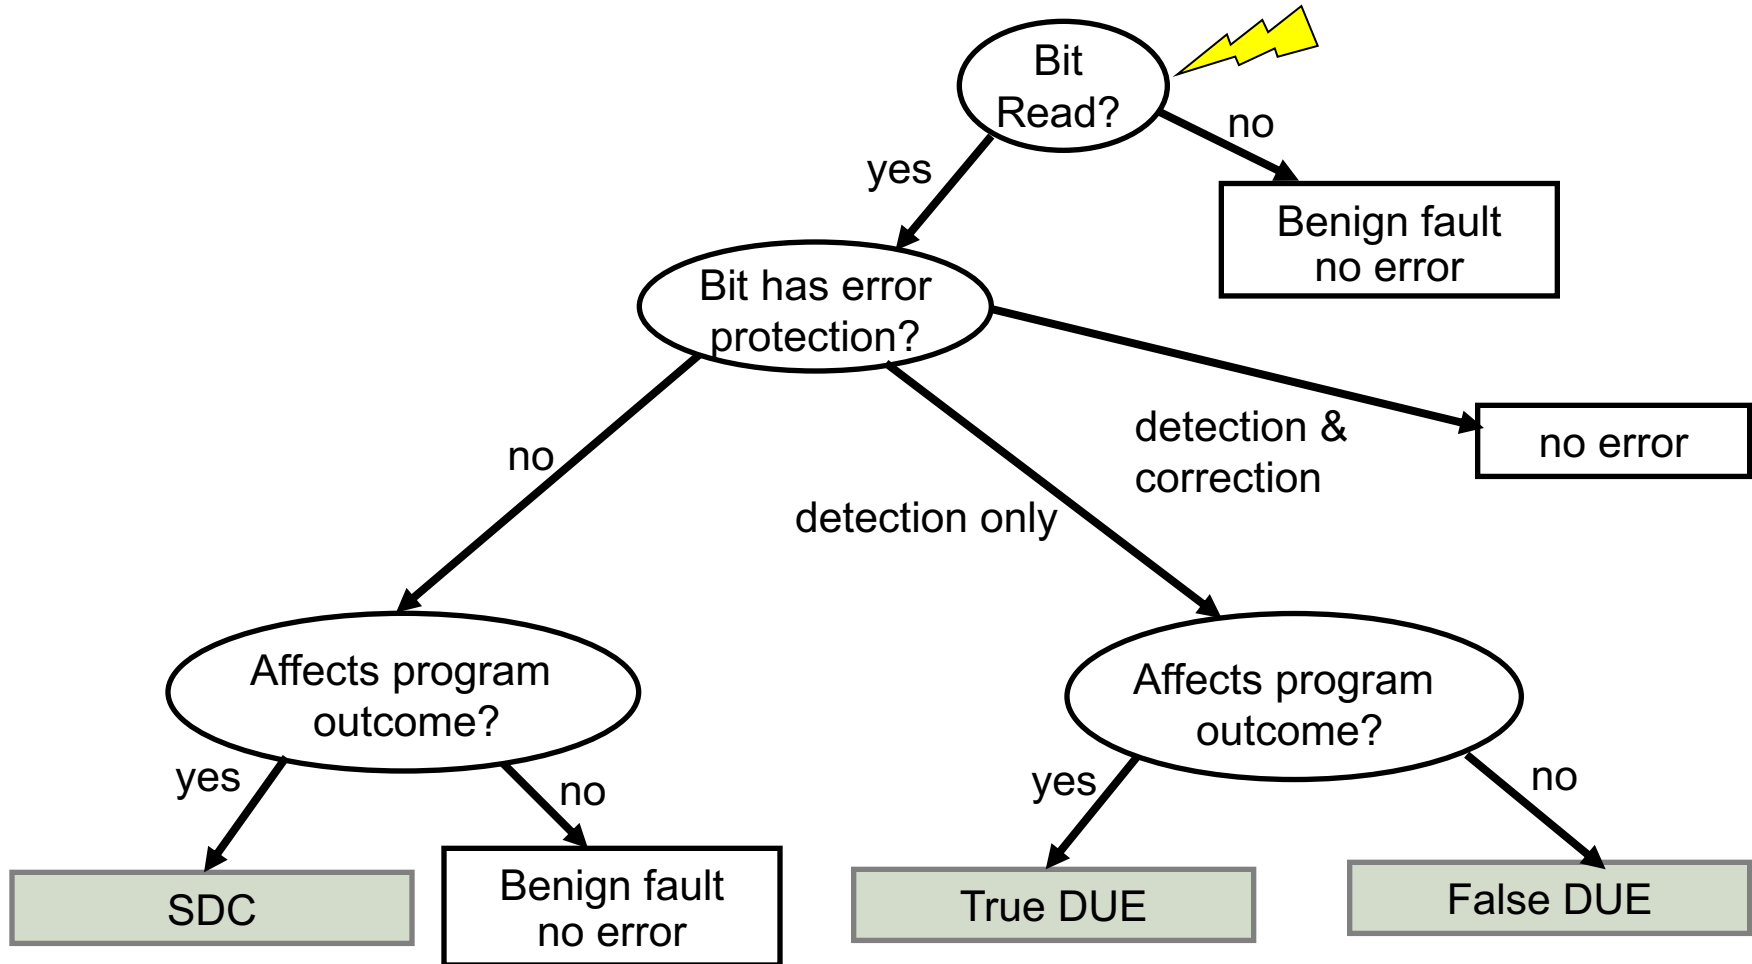 Bit
Read?
no
yes
Benign fault
no error
Bit has error
protection?
detection &
correction
no error
no
detection only
Affects program
outcome?
Affects program
outcome?
yes
no
yes
no
SDC
Benign fault
no error
True DUE
False DUE